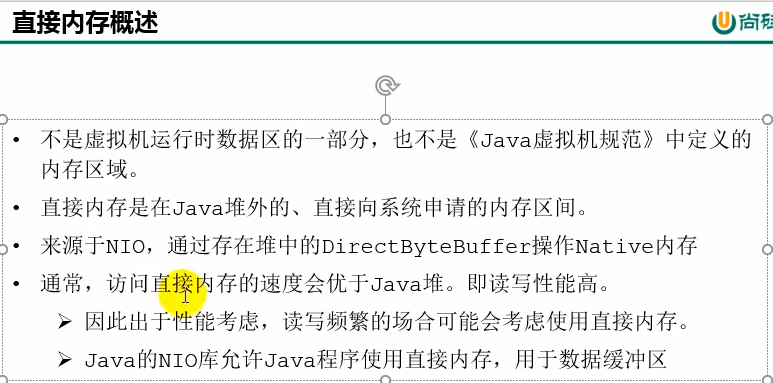 直接内存概述
尚硅
• 不是虚拟机运行时数据区的一部分，也不是《Java虚拟机规范》中定义的
内存区域。
• 直接内存是在Java堆外的、直接向系统申请的内存区间。
• 来源于NIO，通过存在堆中的DirectByteBuffer操作Native内存
• 通常，访问直接内存的速度会优于Java堆。即读写性能高。
➢ 因此出于性能考虑，读写频繁的场合可能会考虑使用直接内存。
➢ Java的NIO库允许Java程序使用直接内存，用于数据缓冲区